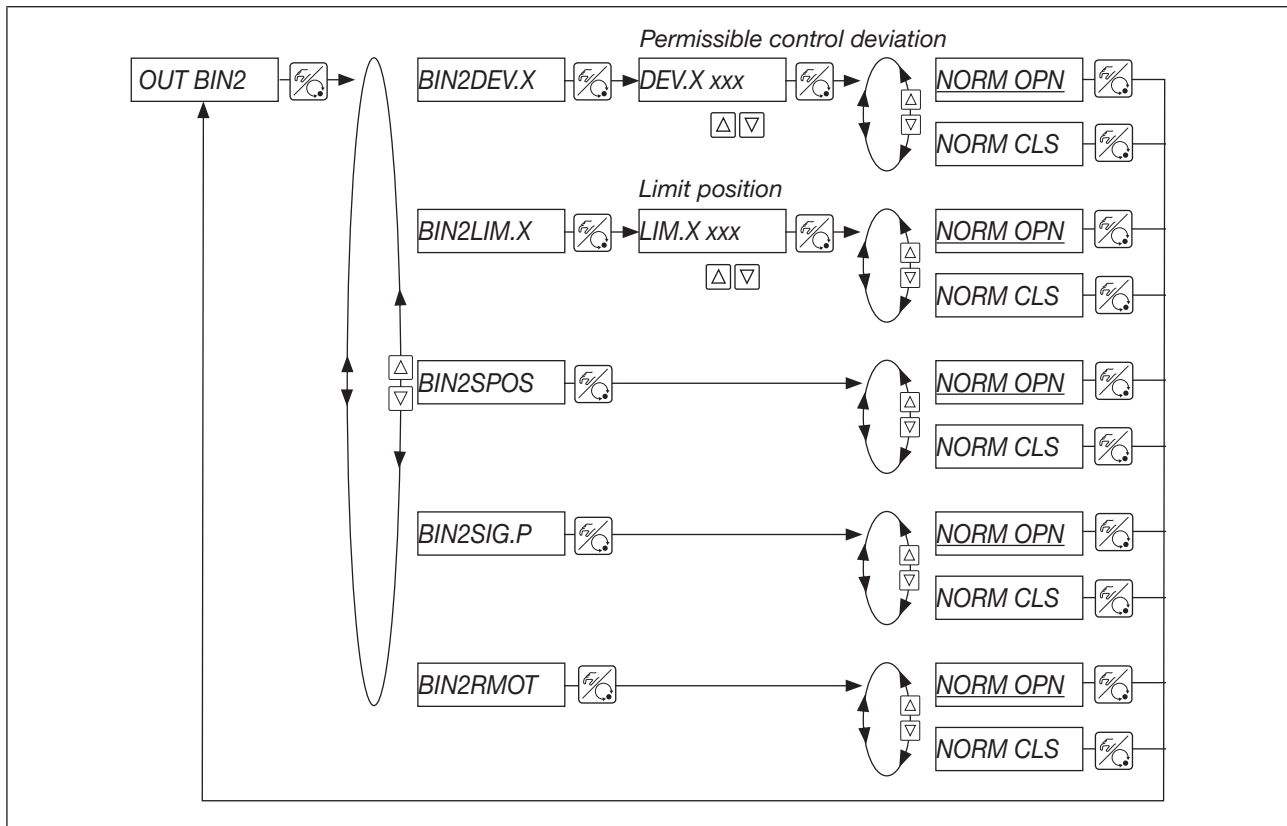 Permissible control deviation
OUT BIN2
BIN2DEV.X
DEV.X xxx
NORM OPN
NORM CLS
Limit position
BIN2LIM.X
LIM.X xxx
NORM OPN
NORM CLS
BIN2SPOS
NORM OPN
NORM CLS
BIN2SIG.P
NORM OPN
NORM CLS
BIN2RMOT
NORM OPN
NORM CLS